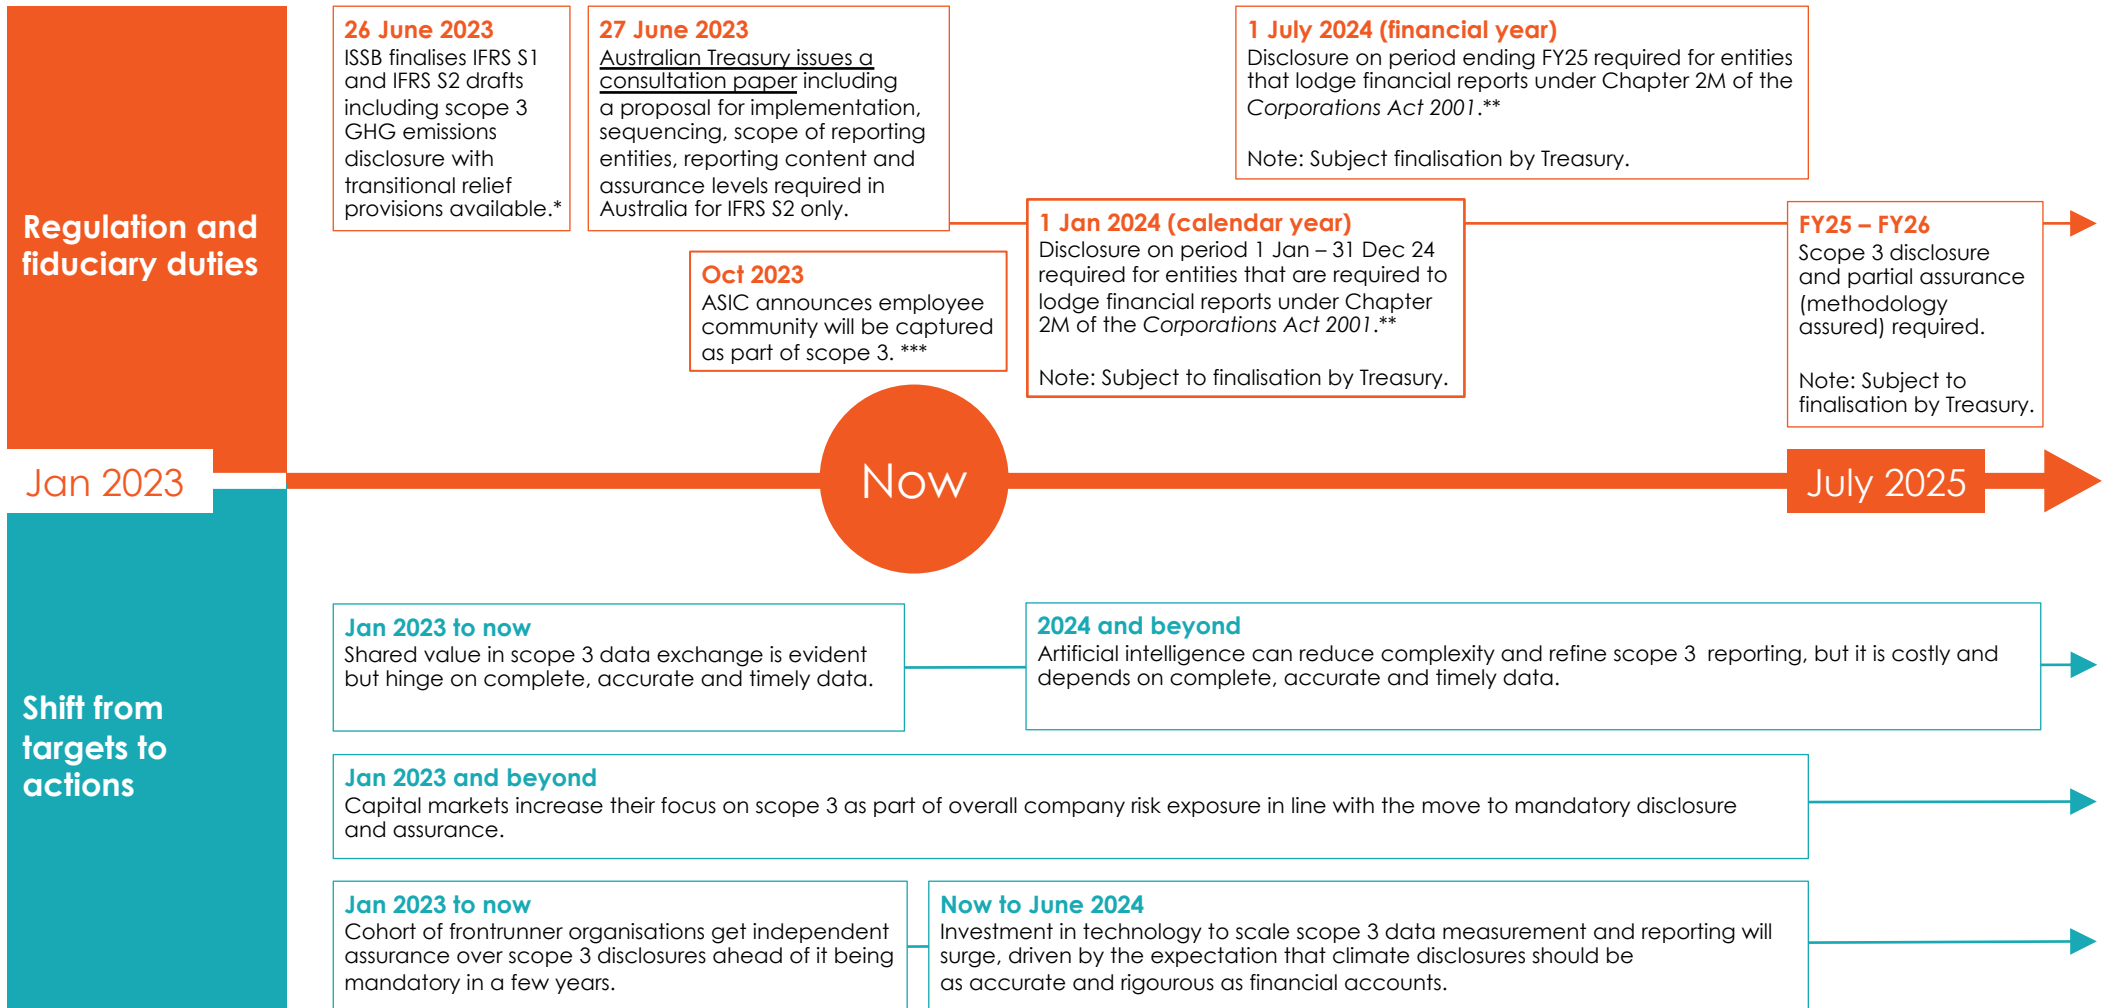 Regulation and
fiduciary duties
26 June 2023
ISSB finalises IFRS S1
and IFRS S2 drafts
including scope 3
GHG emissions
disclosure with
transitional relief
provisions available.*
27 June 2023
Australian Treasury issues a
consultation paper including
a proposal for implementation,
sequencing, scope of reporting
entities, reporting content and
assurance levels required in
Australia for IFRS S2 only.
Oct 2023
ASIC announces employee
community will be captured
as part of scope 3. ***
1 Jan 2024 (calendar year)
Disclosure on period 1 Jan – 31 Dec 24
required for entities that are required to
lodge financial reports under Chapter
2M of the Corporations Act 2001.**
Note: Subject to finalisation by Treasury.
1 July 2024 (financial year)
Disclosure on period ending FY25 required for entities
that lodge financial reports under Chapter 2M of the
Corporations Act 2001.**
Note: Subject finalisation by Treasury.
FY25 – FY26
Scope 3 disclosure
and partial assurance
(methodology
assured) required.
Note: Subject to
finalisation by Treasury.
Jan 2023
Now
July 2025
Shift from
targets to
actions
Jan 2023 to now
Shared value in scope 3 data exchange is evident
but hinge on complete, accurate and timely data.
2024 and beyond
Artificial intelligence can reduce complexity and refine scope 3 reporting, but it is costly and
depends on complete, accurate and timely data.
Jan 2023 and beyond
Capital markets increase their focus on scope 3 as part of overall company risk exposure in line with the move to mandatory disclosure
and assurance.
Jan 2023 to now
Cohort of frontrunner organisations get independent
assurance over scope 3 disclosures ahead of it being
mandatory in a few years.
Now to June 2024
Investment in technology to scale scope 3 data measurement and reporting will
surge, driven by the expectation that climate disclosures should be
as accurate and rigourous as financial accounts.